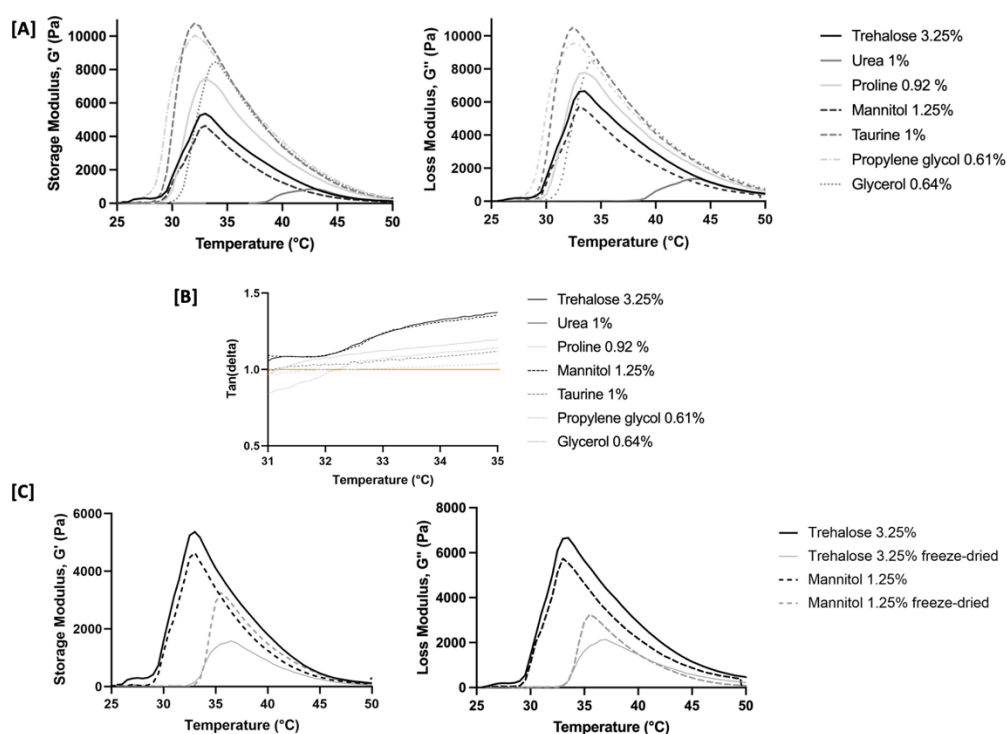 [A]
Storage Modulus, G' (Pa)
10000
8000
6000
4000
2000
0
25 30 35 40 45 50
Temperature (°C)
Loss Modulus, G'' (Pa)
12000
10000
8000
6000
4000
2000
0
25 30 35 40 45 50
Temperature (°C)
Trehalose 3.25%
Urea 1%
Proline 0.92 %
Mannitol 1.25%
Taurine 1%
Propylene glycol 0.61%
Glycerol 0.64%
[B]
Tan(delta)
1.5
1.0
0.5
31 32 33 34 35
Temperature (°C)
Trehalose 3.25%
Urea 1%
Proline 0.92 %
Mannitol 1.25%
Taurine 1%
Propylene glycol 0.61%
Glycerol 0.64%
[C]
Storage Modulus, G' (Pa)
6000
4000
2000
0
25 30 35 40 45 50
Temperature (°C)
Loss Modulus, G'' (Pa)
8000
6000
4000
2000
0
25 30 35 40 45 50
Temperature (°C)
Trehalose 3.25%
Trehalose 3.25% freeze-dried
Mannitol 1.25%
Mannitol 1.25% freeze-dried